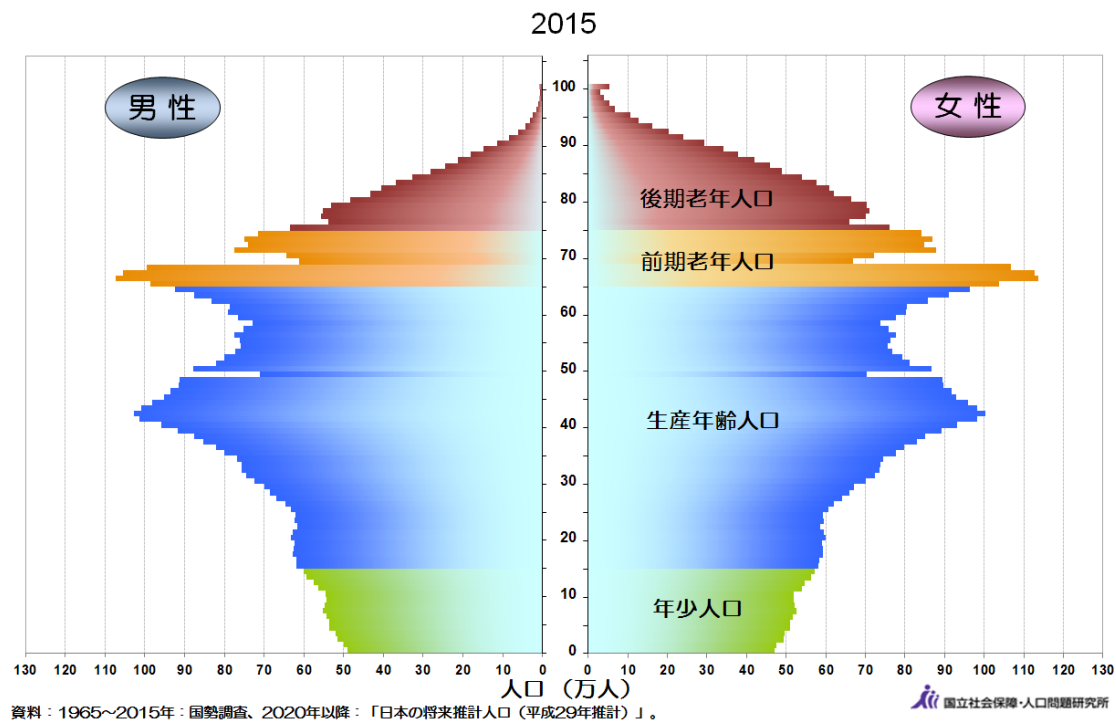 2015
男性
女性
100
90
80
70
60
50
40
30
20
10
0
後期老年人口
前期老年人口
生産年齢人口
年少人口
130 120 110 100 90 80 70 60 50 40 30 20 10 0
0 10 20 30 40 50 60 70 80 90 100 110 120 130
人口 (万人)
国立社会保障・人口問題研究所
資料:1965~2015年:国勢調査、2020年以降:「日本の将来推計人口(平成29年推計)」。